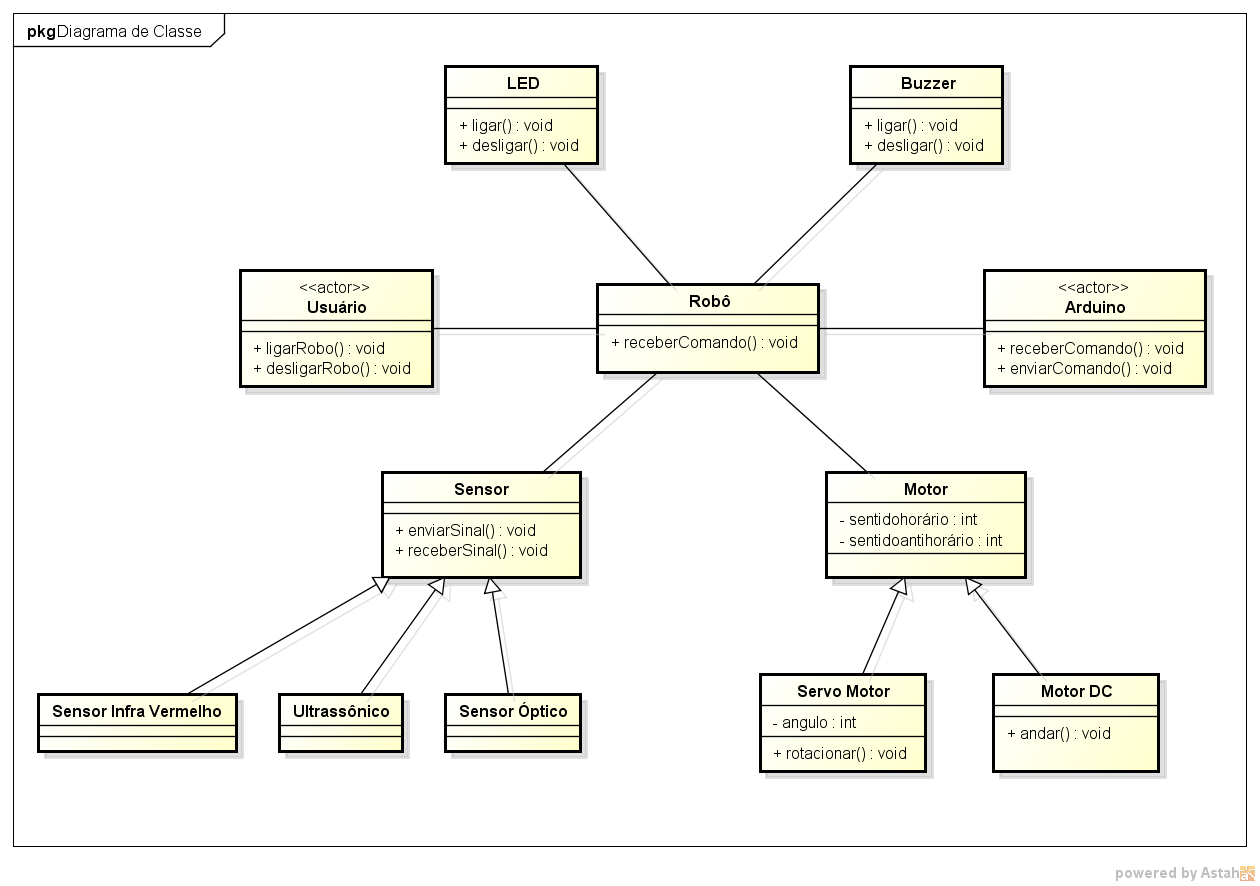 pkg Diagrama de Classe
LED
+ ligar() : void
+ desligar() : void
Buzzer
+ ligar() : void
+ desligar() : void
<<actor>>
Usuário
+ ligarRobo() : void
+ desligarRobo() : void
Robô
+ receberComando() : void
<<actor>>
Arduino
+ receberComando() : void
+ enviarComando() : void
Sensor
+ enviarSinal() : void
+ receberSinal() : void
Motor
- sentidohorário : int
- sentidoantihorário : int
Sensor Infra Vermelho
Ultrassônico
Sensor Óptico
Servo Motor
- angulo : int
+ rotacionar() : void
Motor DC
+ andar() : void
powered by Astah